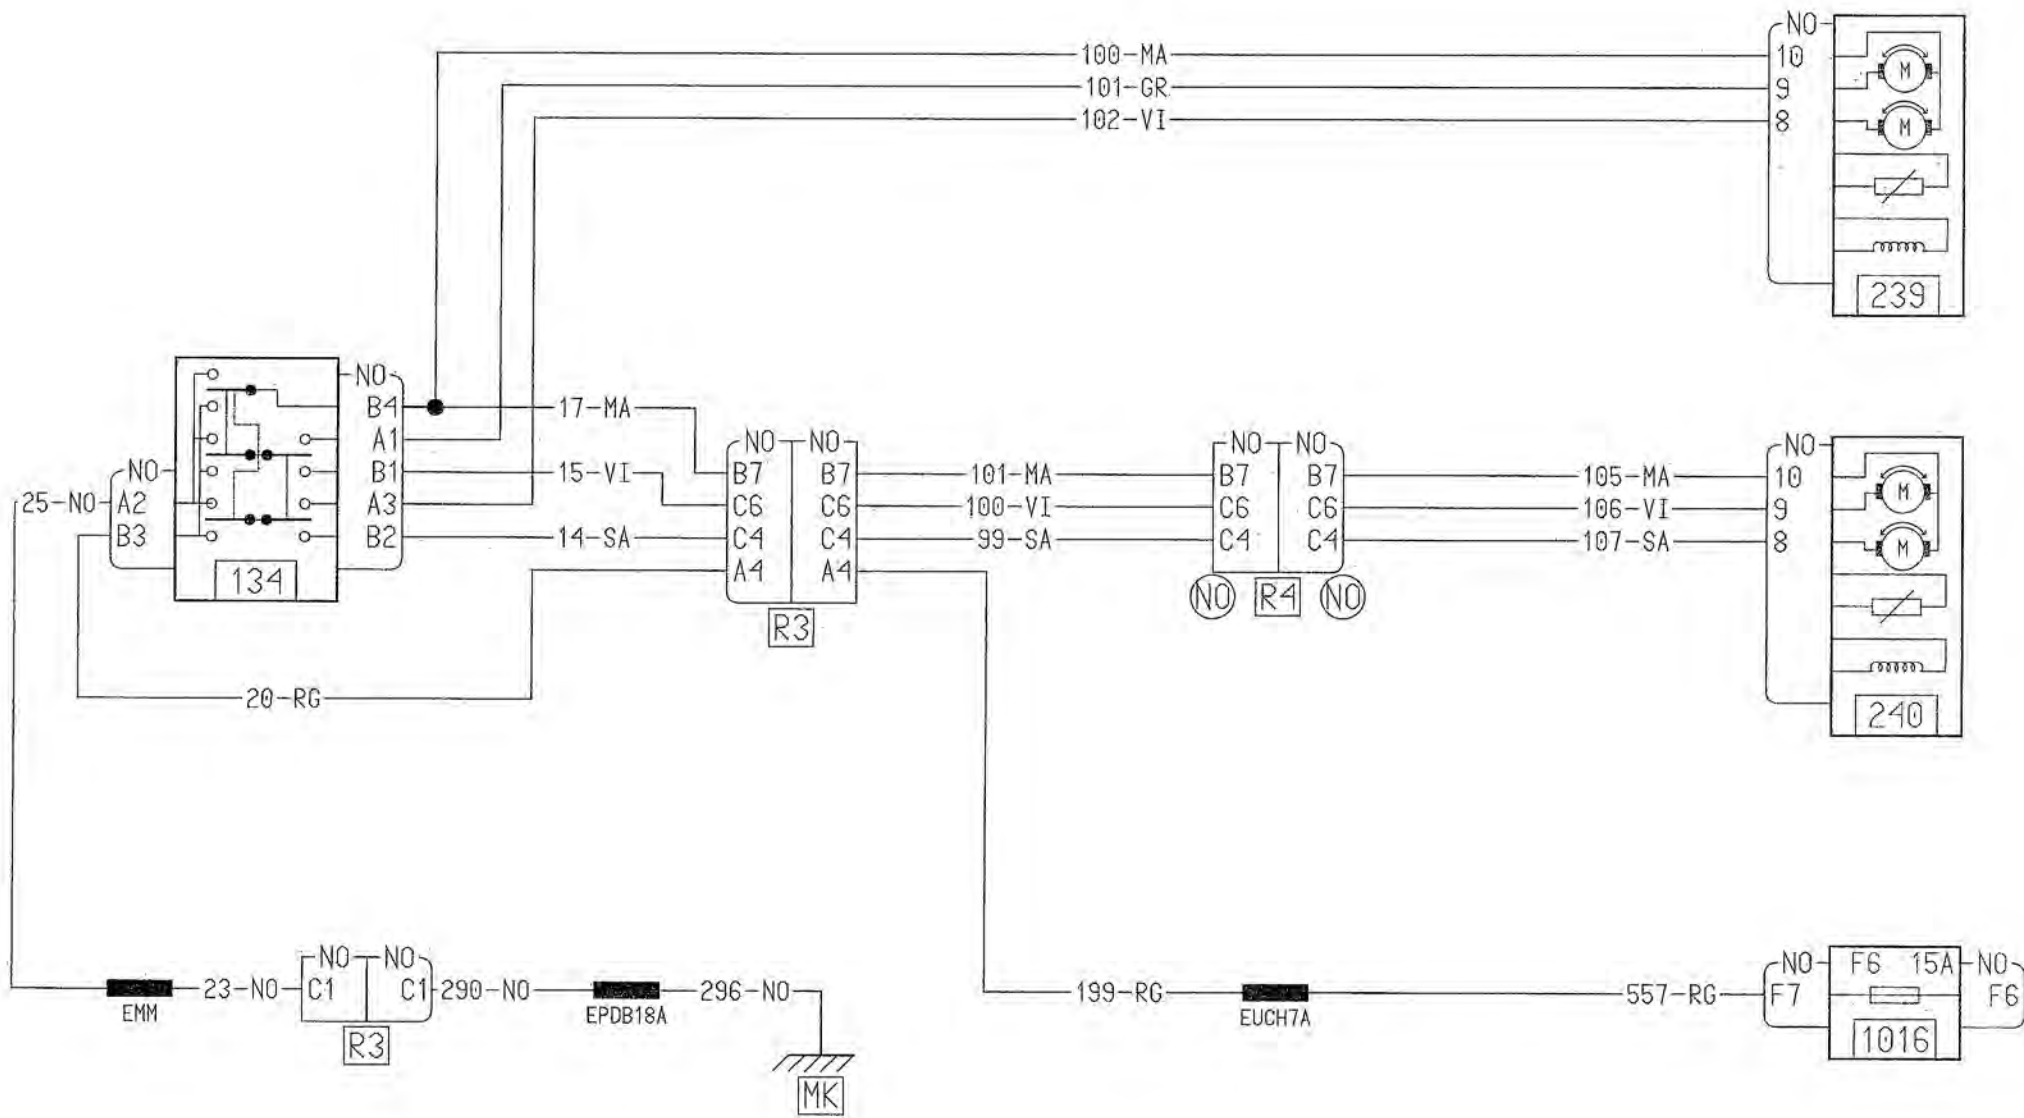 NO
100-MA 10
101-GR 9
102-VI 8
M
M
239
NO
B4 17-MA
A1
B1 15-VI
A3
B2 14-SA
NO
25-NO A2
B3
134
20-RG
NO NO
B7 B7 101-MA
C6 C6 100-VI
C4 C4 99-SA
A4 A4
R3
NO NO
B7 B7 105-MA
C6 C6 106-VI
C4 C4 107-SA
NO R4 NO
NO
10
9
8
M
M
240
NO NO
23-NO C1 C1 290-NO 296-NO
EMM EPDB18A
R3
MK
199-RG 557-RG
EUCH7A
NO F6 15A NO
F7 F6
1016